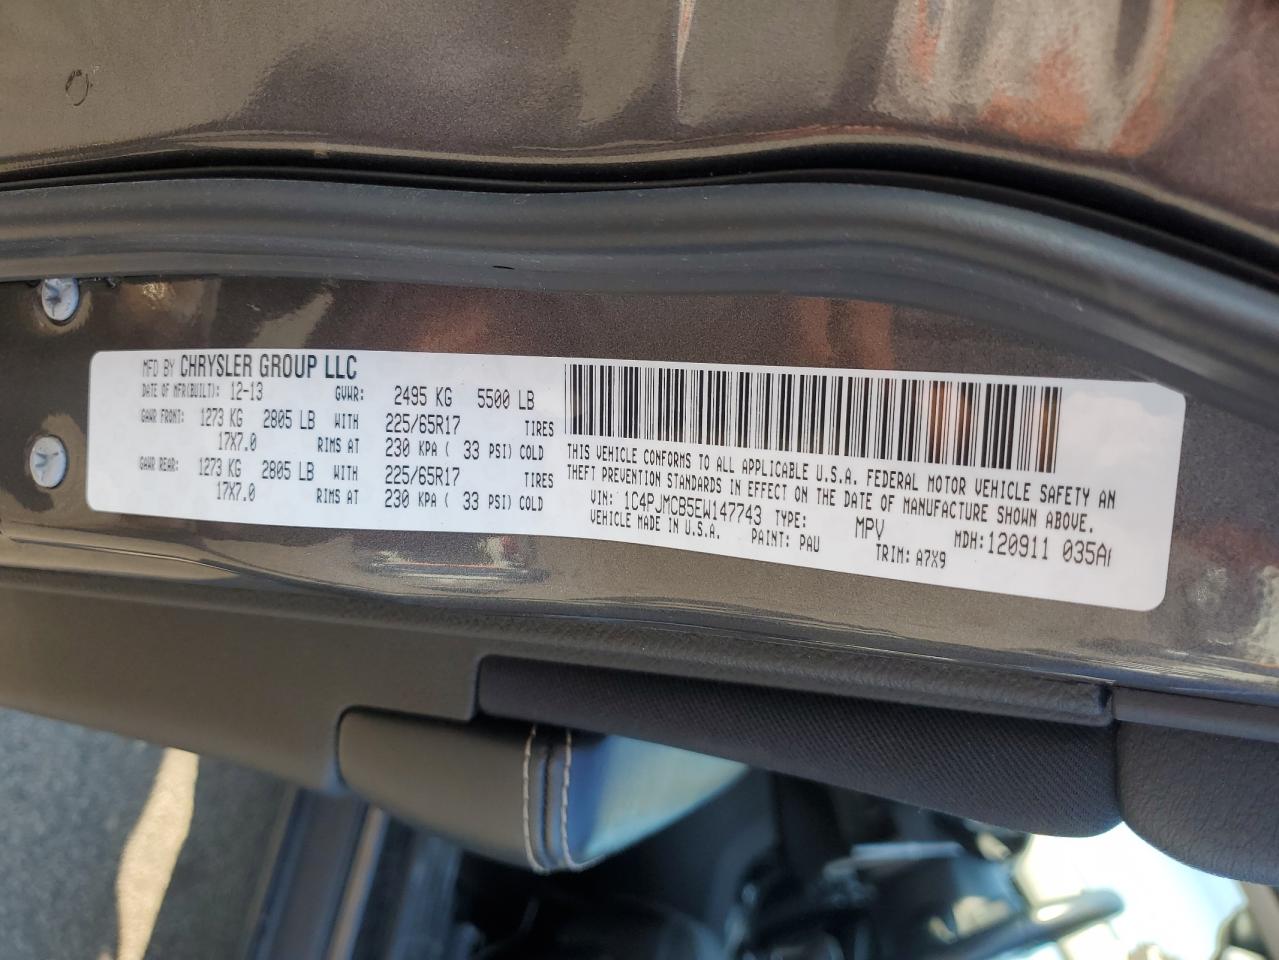 MFD BY CHRYSLER GROUP LLC
DATE OF MFR(BUILT): 12-13 GVWR: 2495 KG 5500 LB
GAWR FRONT: 1273 KG 2805 LB WITH 225/65R17 TIRES
17X7.0 RIMS AT 230 KPA ( 33 PSI) COLD
GAWR REAR: 1273 KG 2805 LB WITH 225/65R17 TIRES
17X7.0 RIMS AT 230 KPA ( 33 PSI) COLD
THIS VEHICLE CONFORMS TO ALL APPLICABLE U.S.A. FEDERAL MOTOR VEHICLE SAFETY AN
THEFT PREVENTION STANDARDS IN EFFECT ON THE DATE OF MANUFACTURE SHOWN ABOVE.
VIN: 1C4PJMCB5EW147743 TYPE: MPV MDH:120911 035A
VEHICLE MADE IN U.S.A. PAINT: PAU TRIM: A7X9